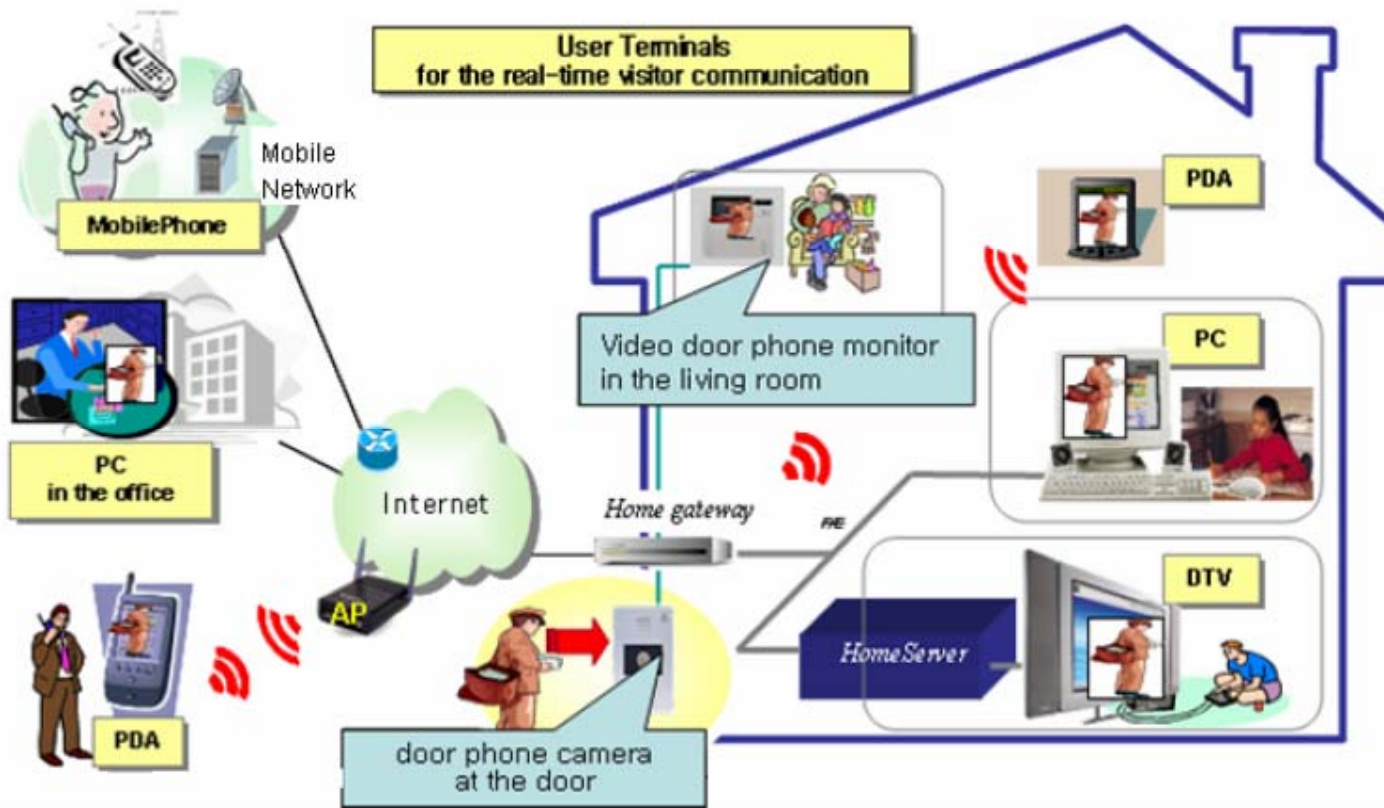 User Terminals
for the real-time visitor communication
Mobile
Network
MobilePhone
PDA
PC
Video door phone monitor
in the living room
PC
in the office
Internet
Home gateway
AP
DTV
HomeServer
PDA
door phone camera
at the door